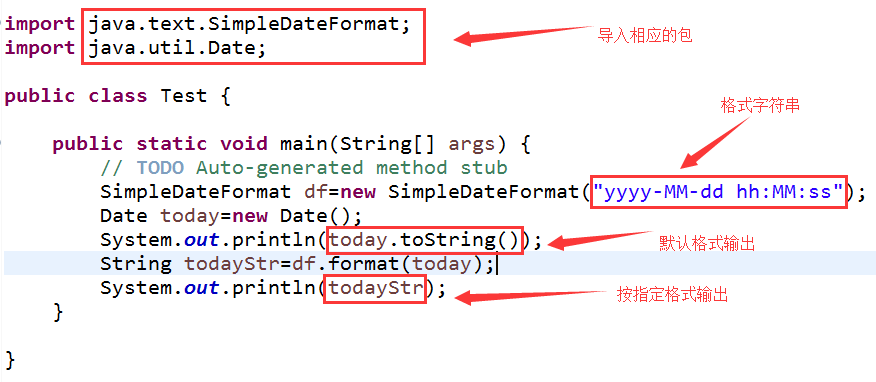 import java.text.SimpleDateFormat;
import java.util.Date;
导入相应的包
public class Test {
格式字符串
public static void main(String[] args) {
// TODO Auto-generated method stub
SimpleDateFormat df=new SimpleDateFormat("yyyy-MM-dd hh:MM:ss");
Date today=new Date();
System.out.println(today.toString());
默认格式输出
String todayStr=df.format(today);
System.out.println(todayStr);
按指定格式输出
}
}